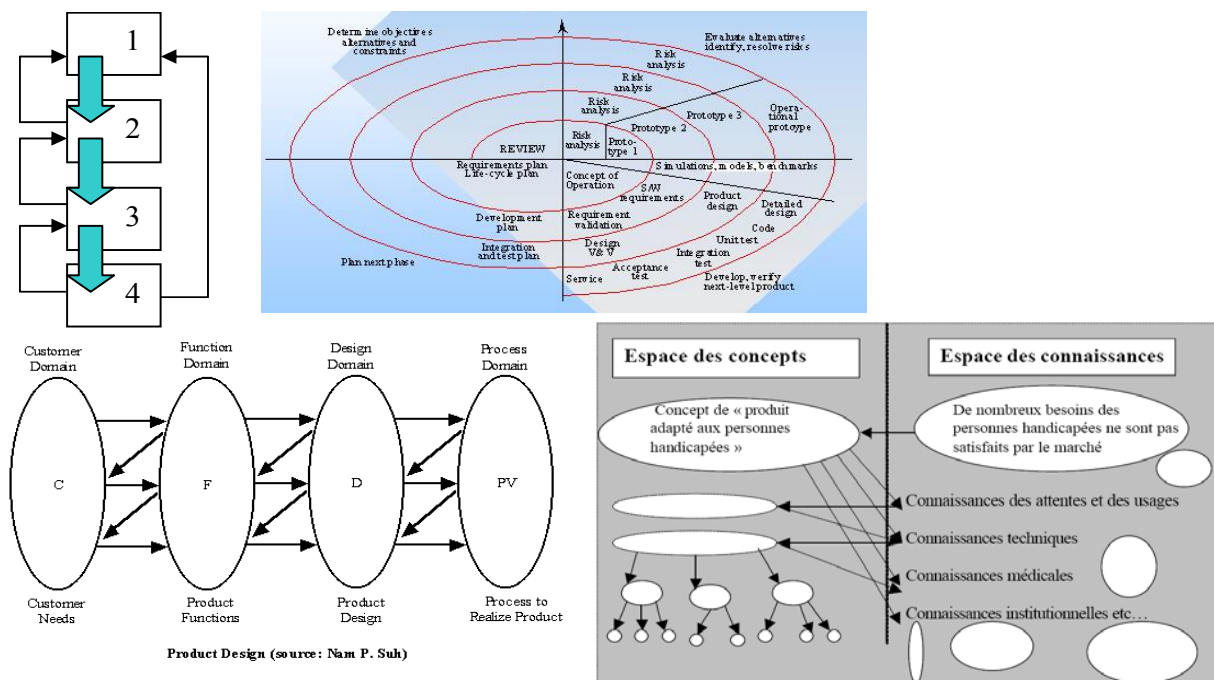 1
2
3
4
Determine objectives
alternatives and
constraints
Evaluate alternatives
identify, resolve risks
Risk
analysis
Risk
analysis
Risk
analysis
Risk
analysis
Proto-
type 1
Prototype 2
Prototype 3
Opera-
tional
protoype
REVIEW
Requirements plan
Life-cycle plan
Concept of
Operation
Simulations, models, benchmarks
S/W
requirements
Product
design
Detailed
design
Development
plan
Requirement
validation
Code
Unit test
Integration
and test plan
Design
V&V
Integration
test
Plan next phase
Acceptance
test
Service
Develop, verify
next-level product
Customer
Domain
Function
Domain
Design
Domain
Process
Domain
C
F
D
PV
Customer
Needs
Product
Functions
Product
Design
Process to
Realize Product
Product Design (source: Nam P. Suh)
Espace des concepts
Espace des connaissances
Concept de « produit
adapté aux personnes
handicapées »
De nombreux besoins des
personnes handicapées ne sont pas
satisfaits par le marché
Connaissances des attentes et des usages
Connaissances techniques
Connaissances médicales
Connaissances institutionnelles etc…